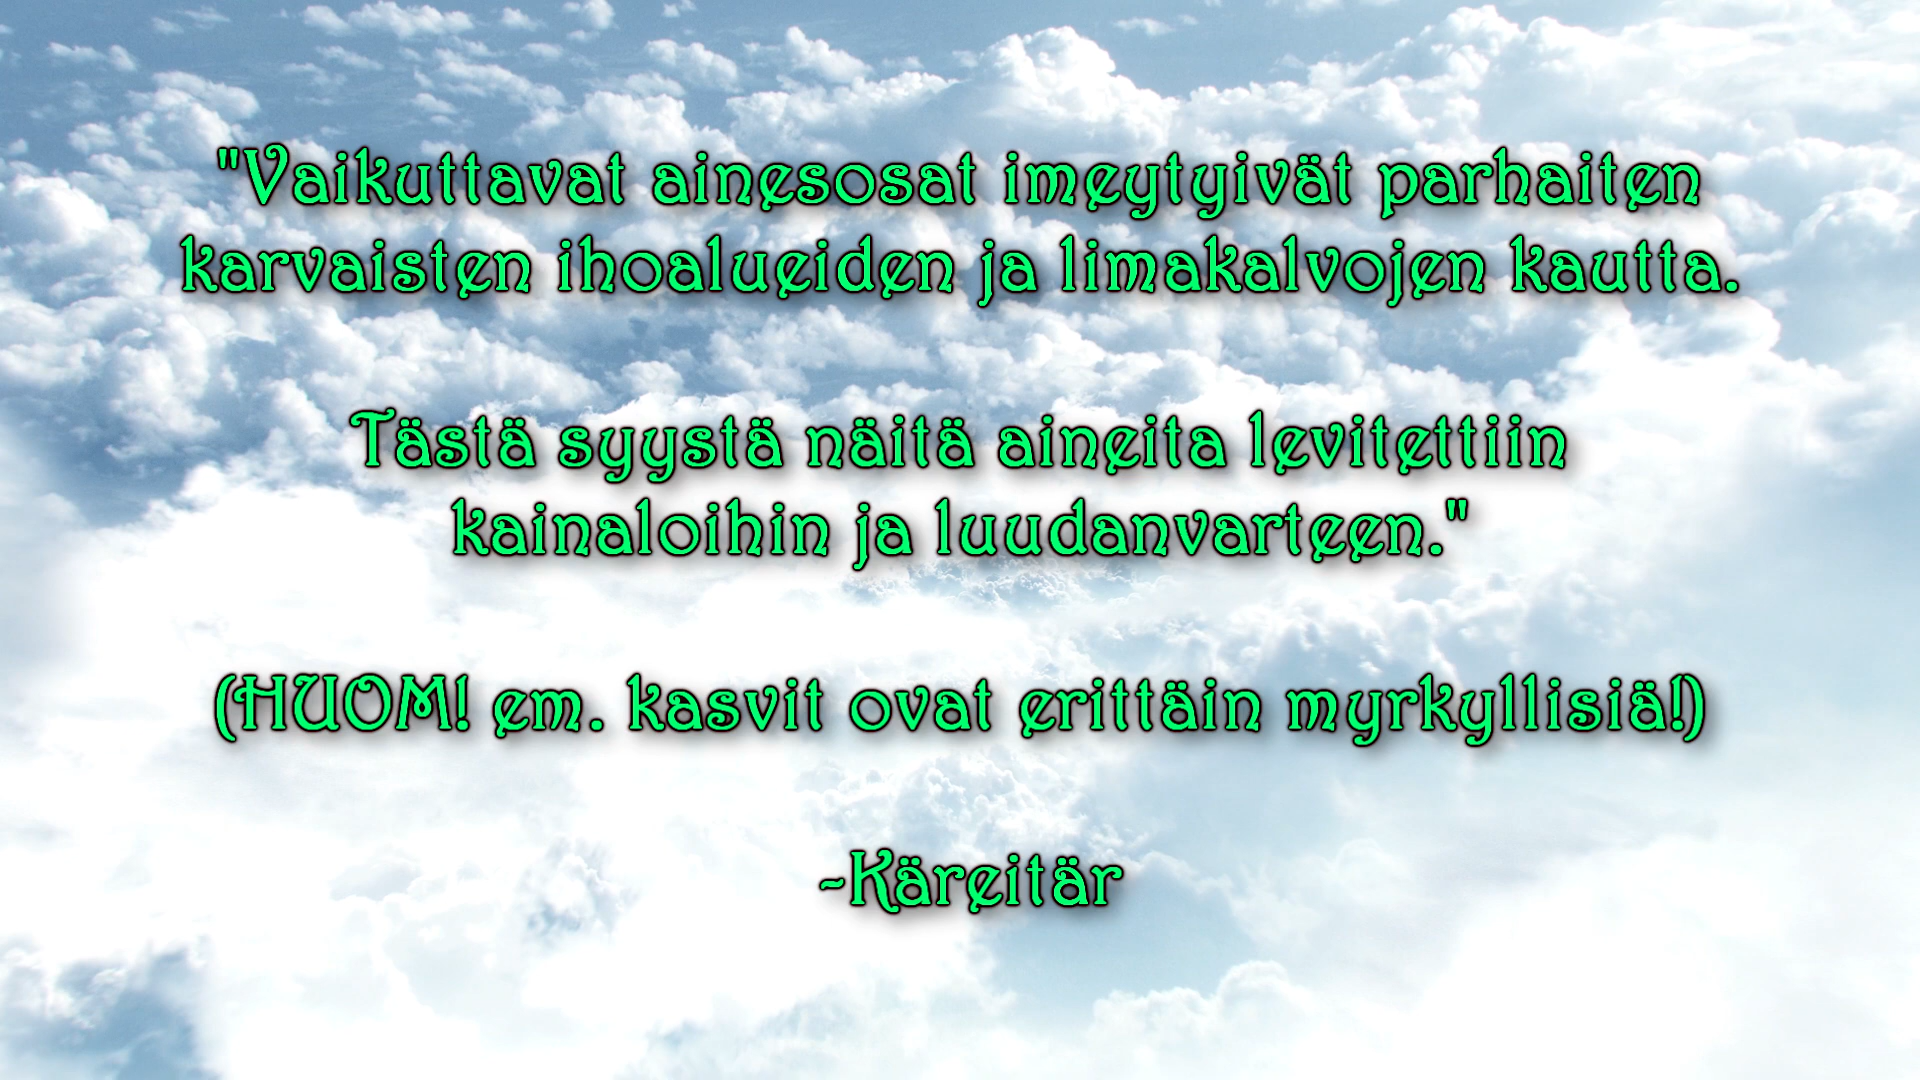 "Vaikuttavat ainesosat imeytyivät parhaiten
karvaisten ihoalueiden ja limakalvojen kautta.
Tästä syystä näitä aineita levitettiin
kainaloihin ja luudanvarteen."
(HUOM! em. kasvit ovat erittäin myrkyllisiä!)
-Käreitär